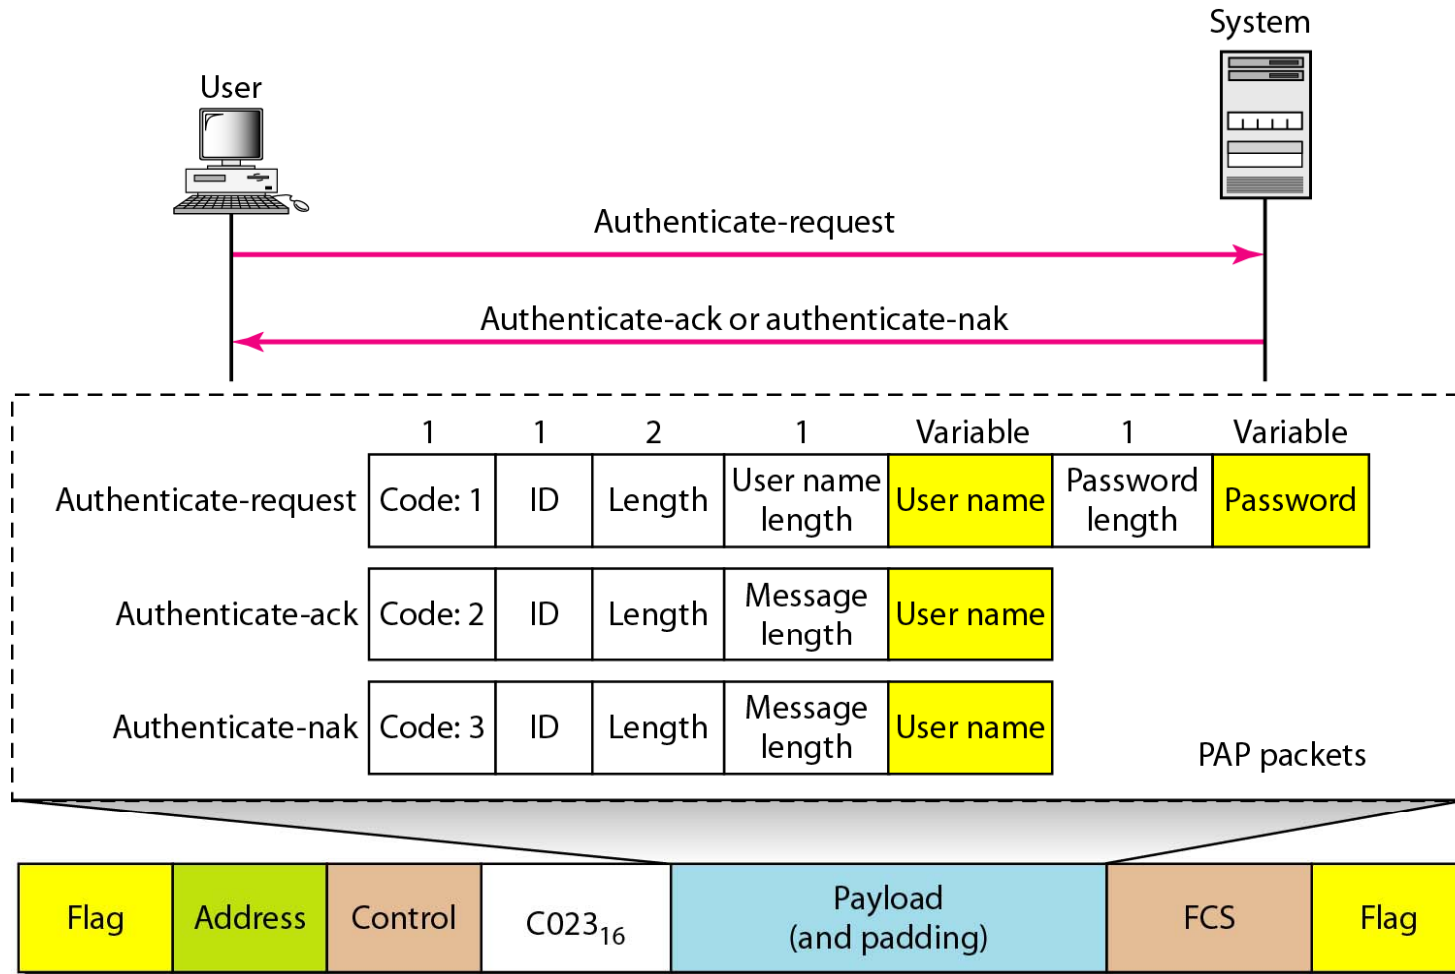 System
User
Authenticate-request
Authenticate-ack or authenticate-nak
1 1 2 1 Variable 1 Variable
Authenticate-request Code: 1 ID Length User name length User name Password length Password
Authenticate-ack Code: 2 ID Length Message length User name
Authenticate-nak Code: 3 ID Length Message length User name
PAP packets
Flag Address Control C023₁₆ Payload (and padding) FCS Flag